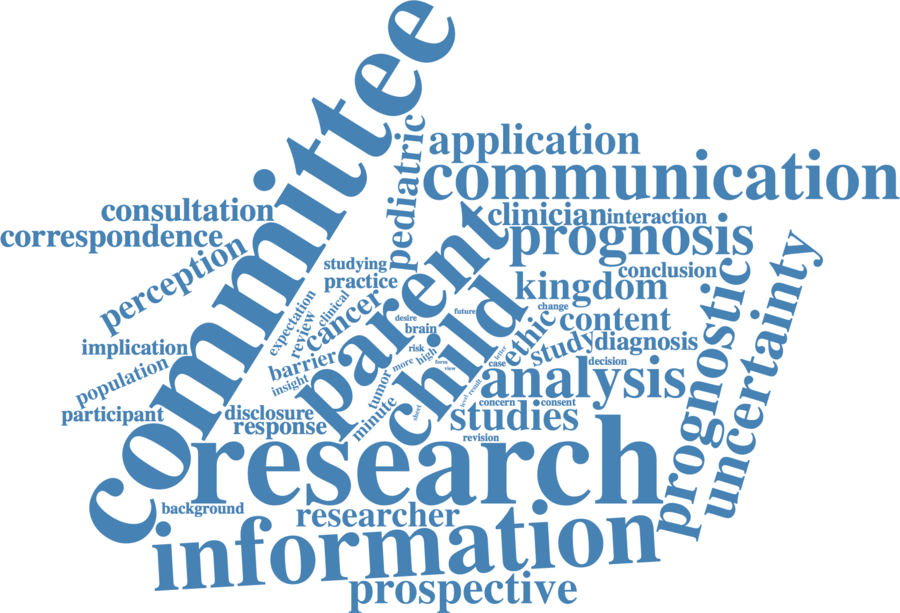 committee
application
pediatric
communication
consultation
clinician
interaction
correspondence
prognosis
perception
parent
studying
conclusion
practice
kingdom
prognostic
uncertainty
expectation
clinical
cancer
review
desire
future
change
brain
child
content
ethic
implication
barrier
risk
high
more
form
view
letter
case
study
diagnosis
decision
population
insight
tumor
result
level
analysis
participant
disclosure
response
minute
short
concern
consent
studies
revision
research
background
researcher
information
prospective